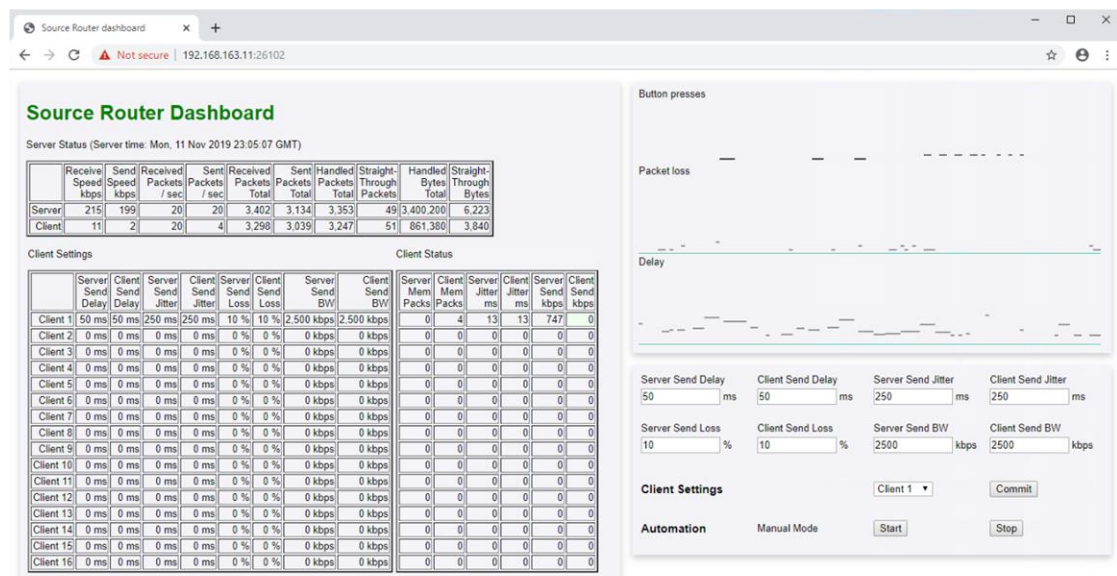 Source Router dashboard
Not secure | 192.168.163.11:26102
Source Router Dashboard
Server Status (Server time: Mon, 11 Nov 2019 23:05:07 GMT)
Receive Speed kbps Send Speed kbps Received Packets / sec Sent Packets / sec Received Packets Total Sent Packets Total Handled Packets Total Straight-Through Packets Handled Bytes Total Straight-Through Bytes
Server 215 199 20 20 3,402 3,134 3,353 49 3,400,200 6,223
Client 11 2 20 4 3,298 3,039 3,247 51 861,380 3,840
Client Settings
Client Status
Server Send Delay Client Send Delay Server Send Jitter Client Send Jitter Server Send Loss Client Send Loss Server Send BW Client Send BW Server Mem Packs Client Mem Packs Server Jitter ms Client Jitter ms Server Send kbps Client Send kbps
Client 1 50 ms 50 ms 250 ms 250 ms 10 % 10 % 2,500 kbps 2,500 kbps 0 4 13 13 747 0
Client 2 0 ms 0 ms 0 ms 0 ms 0 % 0 % 0 kbps 0 kbps 0 0 0 0 0 0
Client 3 0 ms 0 ms 0 ms 0 ms 0 % 0 % 0 kbps 0 kbps 0 0 0 0 0 0
Client 4 0 ms 0 ms 0 ms 0 ms 0 % 0 % 0 kbps 0 kbps 0 0 0 0 0 0
Client 5 0 ms 0 ms 0 ms 0 ms 0 % 0 % 0 kbps 0 kbps 0 0 0 0 0 0
Client 6 0 ms 0 ms 0 ms 0 ms 0 % 0 % 0 kbps 0 kbps 0 0 0 0 0 0
Client 7 0 ms 0 ms 0 ms 0 ms 0 % 0 % 0 kbps 0 kbps 0 0 0 0 0 0
Client 8 0 ms 0 ms 0 ms 0 ms 0 % 0 % 0 kbps 0 kbps 0 0 0 0 0 0
Client 9 0 ms 0 ms 0 ms 0 ms 0 % 0 % 0 kbps 0 kbps 0 0 0 0 0 0
Client 10 0 ms 0 ms 0 ms 0 ms 0 % 0 % 0 kbps 0 kbps 0 0 0 0 0 0
Client 11 0 ms 0 ms 0 ms 0 ms 0 % 0 % 0 kbps 0 kbps 0 0 0 0 0 0
Client 12 0 ms 0 ms 0 ms 0 ms 0 % 0 % 0 kbps 0 kbps 0 0 0 0 0 0
Client 13 0 ms 0 ms 0 ms 0 ms 0 % 0 % 0 kbps 0 kbps 0 0 0 0 0 0
Client 14 0 ms 0 ms 0 ms 0 ms 0 % 0 % 0 kbps 0 kbps 0 0 0 0 0 0
Client 15 0 ms 0 ms 0 ms 0 ms 0 % 0 % 0 kbps 0 kbps 0 0 0 0 0 0
Client 16 0 ms 0 ms 0 ms 0 ms 0 % 0 % 0 kbps 0 kbps 0 0 0 0 0 0
Button presses
Packet loss
Delay
Server Send Delay Client Send Delay Server Send Jitter Client Send Jitter
50 ms 50 ms 250 ms 250 ms
Server Send Loss Client Send Loss Server Send BW Client Send BW
10 % 10 % 2500 kbps 2500 kbps
Client Settings Client 1 Commit
Automation Manual Mode Start Stop